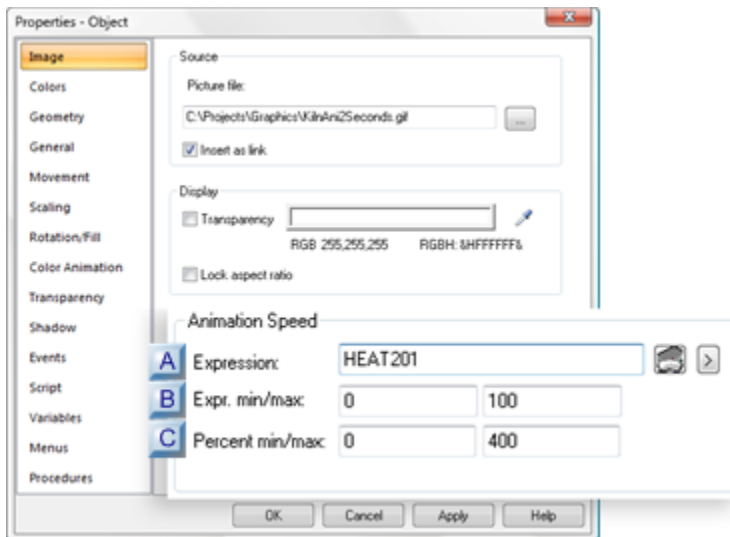 Properties - Object
Image
Colors
Geometry
General
Movement
Scaling
Rotation/Fill
Color Animation
Transparency
Shadow
Events
Script
Variables
Menus
Procedures
Source
Picture file:
C:\Projects\Graphics\KilnAni2Seconds.gif
...
Insert as link
Display
Transparency
RGB 255,255,255 RGBH: &HFFFFFF&
Lock aspect ratio
Animation Speed
A Expression: HEAT201 >
B Expr. min/max: 0 100
C Percent min/max: 0 400
OK Cancel Apply Help